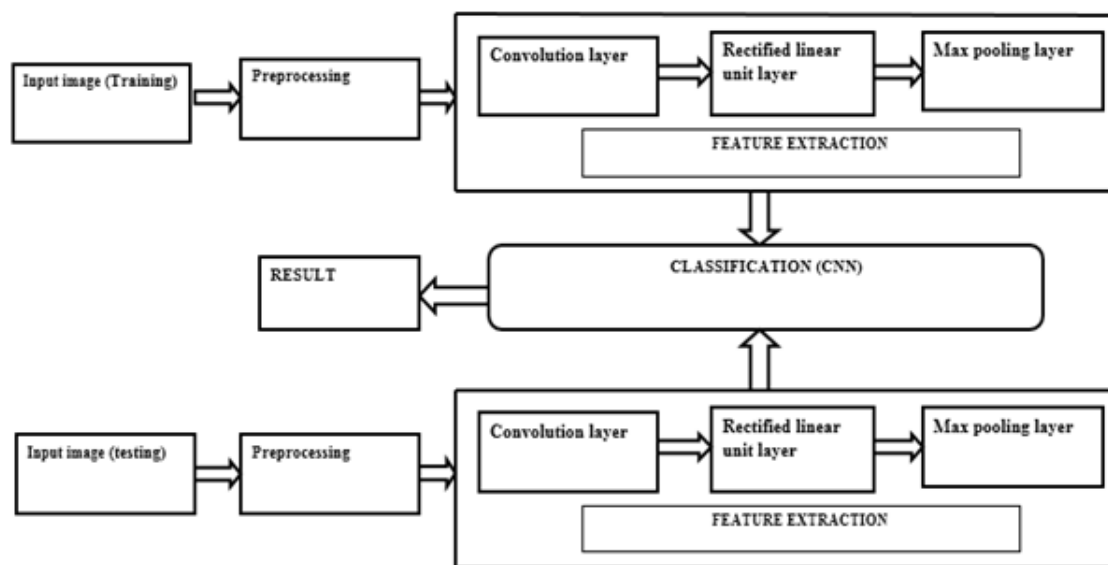 Input image (Training)
Preprocessing
Convolution layer
Rectified linear
unit layer
Max pooling layer
FEATURE EXTRACTION
RESULT
CLASSIFICATION (CNN)
Input image (testing)
Preprocessing
Convolution layer
Rectified linear
unit layer
Max pooling layer
FEATURE EXTRACTION